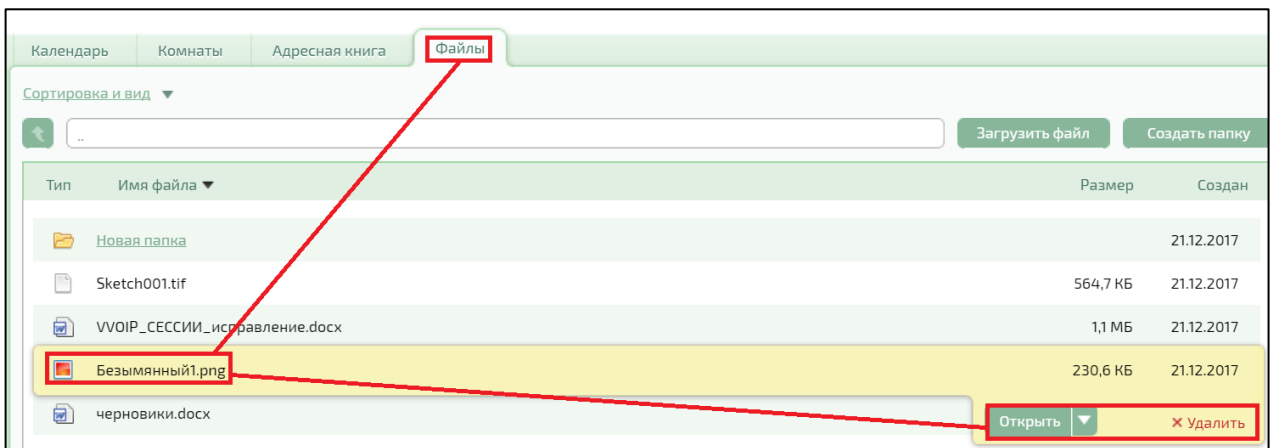 Календарь Комнаты Адресная книга Файлы
Сортировка и вид ▼
.. Загрузить файл Создать папку
Тип Имя файла ▼ Размер Создан
Новая папка 21.12.2017
Sketch001.tif 564,7 КБ 21.12.2017
VVOIP_СЕССИИ_исправление.docx 1,1 МБ 21.12.2017
Безымянный1.png 230,6 КБ 21.12.2017
черновики.docx Открыть ▼ × Удалить